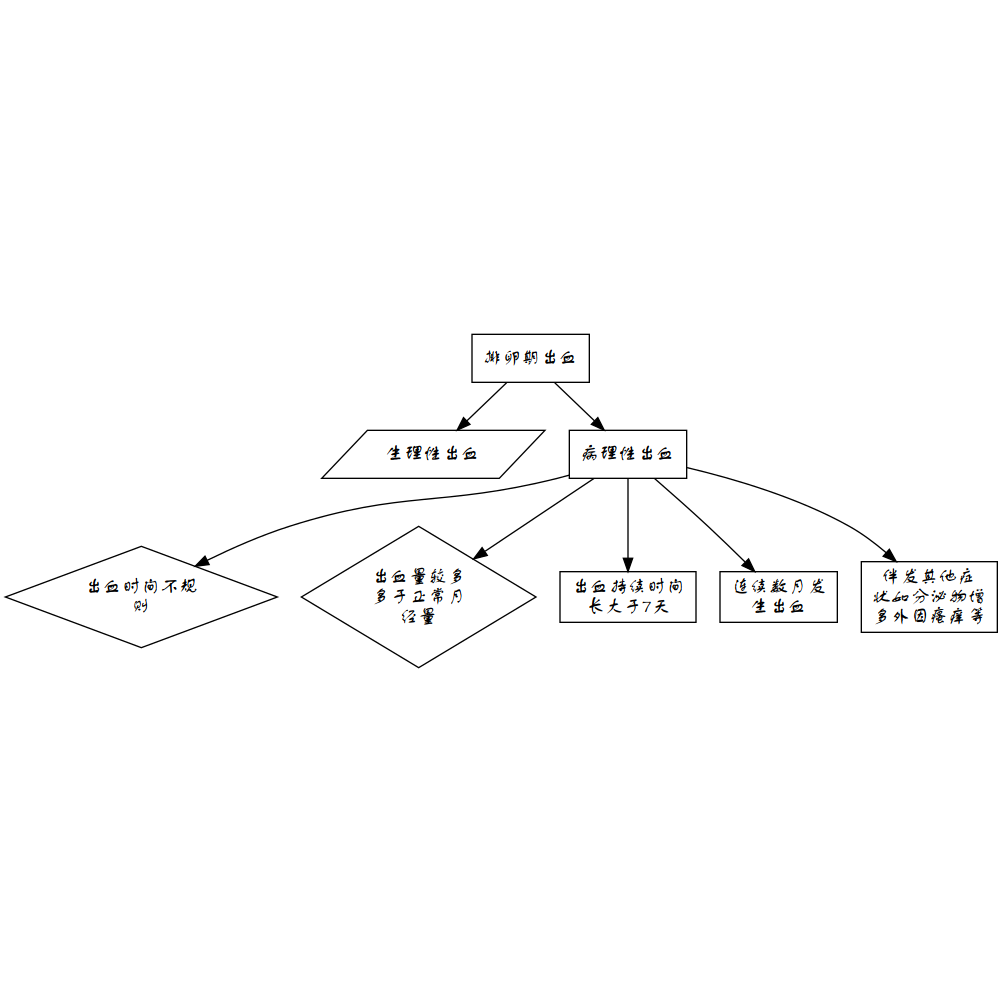 排卵期出血
生理性出血
病理性出血
出血时间不规
则
出血量较多
多于正常月
经量
出血持续时间
长大于7天
连续数月发
生出血
伴发其他症
状如分泌物增
多外因瘙痒等